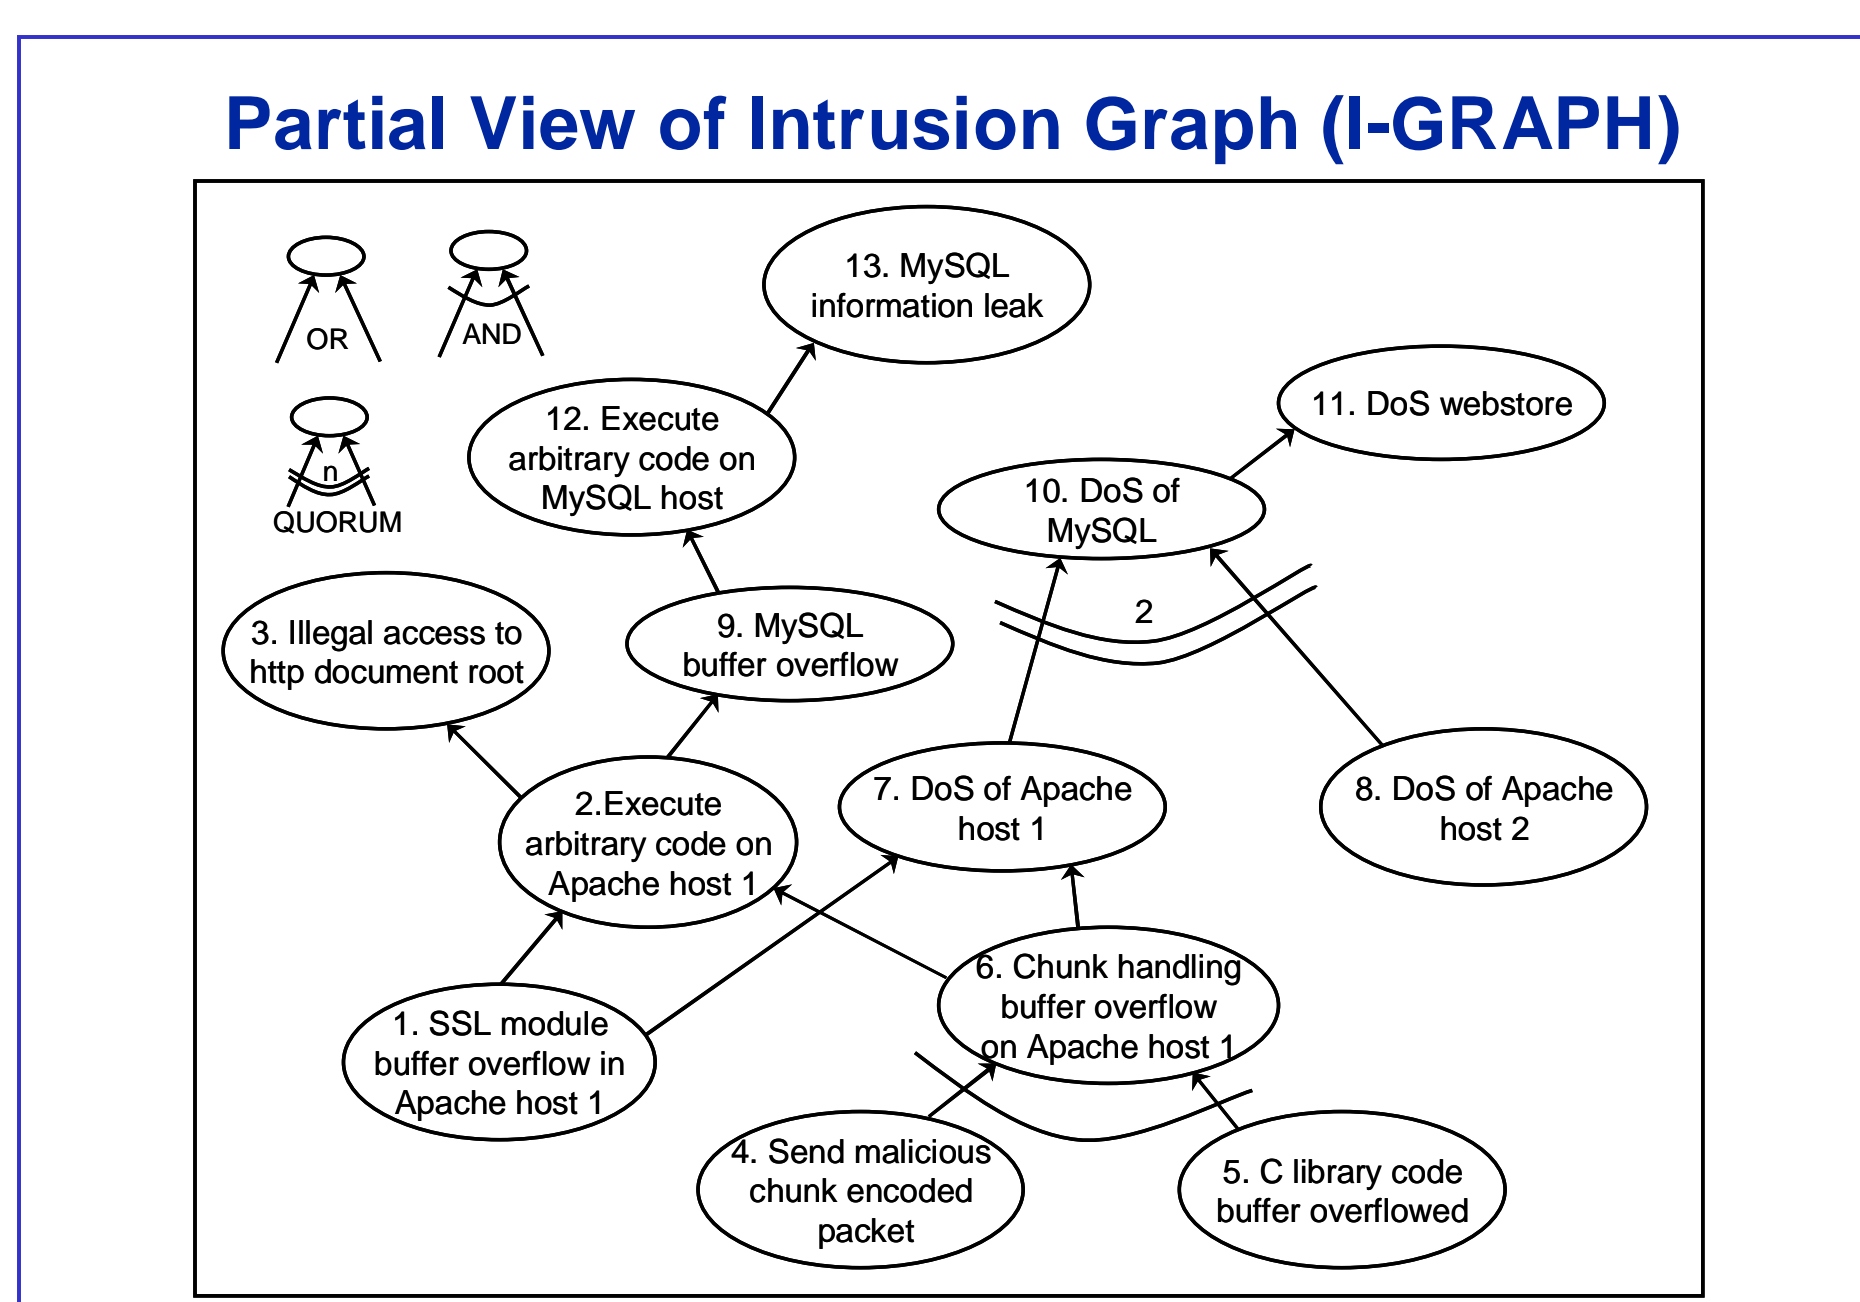 Partial View of Intrusion Graph (I-GRAPH)
OR
AND
n
QUORUM
13. MySQL
information leak
12. Execute
arbitrary code on
MySQL host
11. DoS webstore
10. DoS of
MySQL
2
3. Illegal access to
http document root
9. MySQL
buffer overflow
2.Execute
arbitrary code on
Apache host 1
7. DoS of Apache
host 1
8. DoS of Apache
host 2
1. SSL module
buffer overflow in
Apache host 1
6. Chunk handling
buffer overflow
on Apache host 1
4. Send malicious
chunk encoded
packet
5. C library code
buffer overflowed